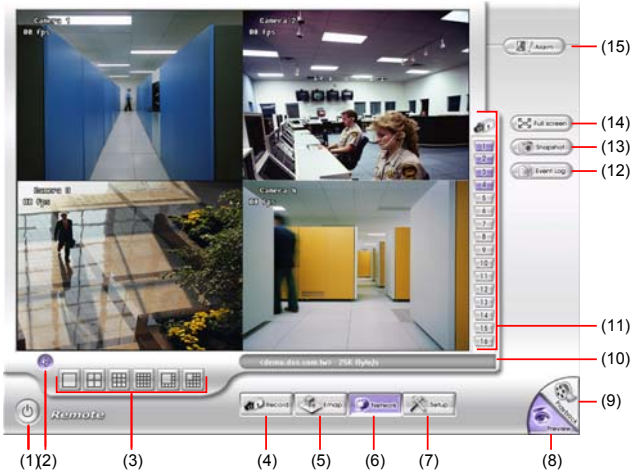 Camera 1
00 fps
Camera 2
00 fps
Camera 3
00 fps
Camera 4
00 fps
Alarm
(15)
Full screen
(14)
Snapshot
(13)
Event Log
(12)
1
2
3
4
5
6
7
8
9
10
11
12
13
14
15
16
(11)
(10)
Remote
Record
Emap
Network
Setup
Playback
Preview
(9)
(1)
(2)
(3)
(4)
(5)
(6)
(7)
(8)